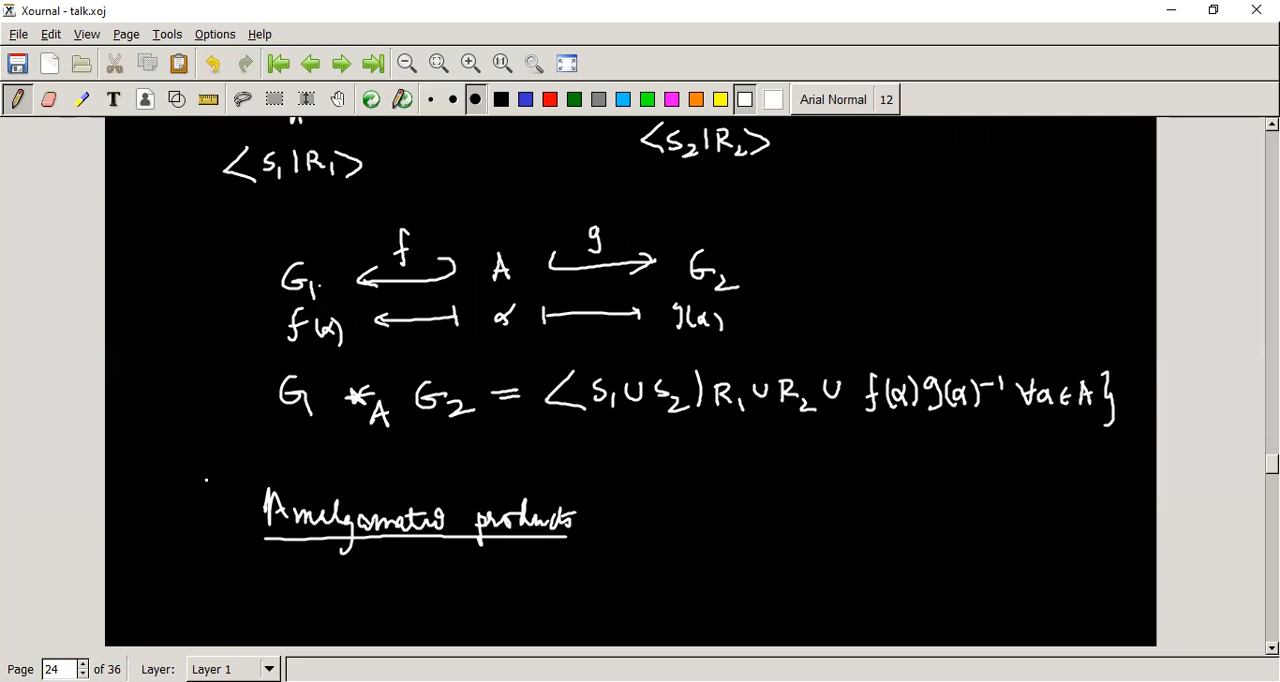 Xournal - talk.xoj
File Edit View Page Tools Options Help
Arial Normal 12
<S₁|R₁> <S₂|R₂>
f g
G₁ A G₂
f(α) α g(α)
G *_A G₂ = <S₁∪S₂) R₁∪R₂∪ f(α)g(α)⁻¹ ∀a∈A}
Amalgamated products
Page 24 of 36 Layer: Layer 1